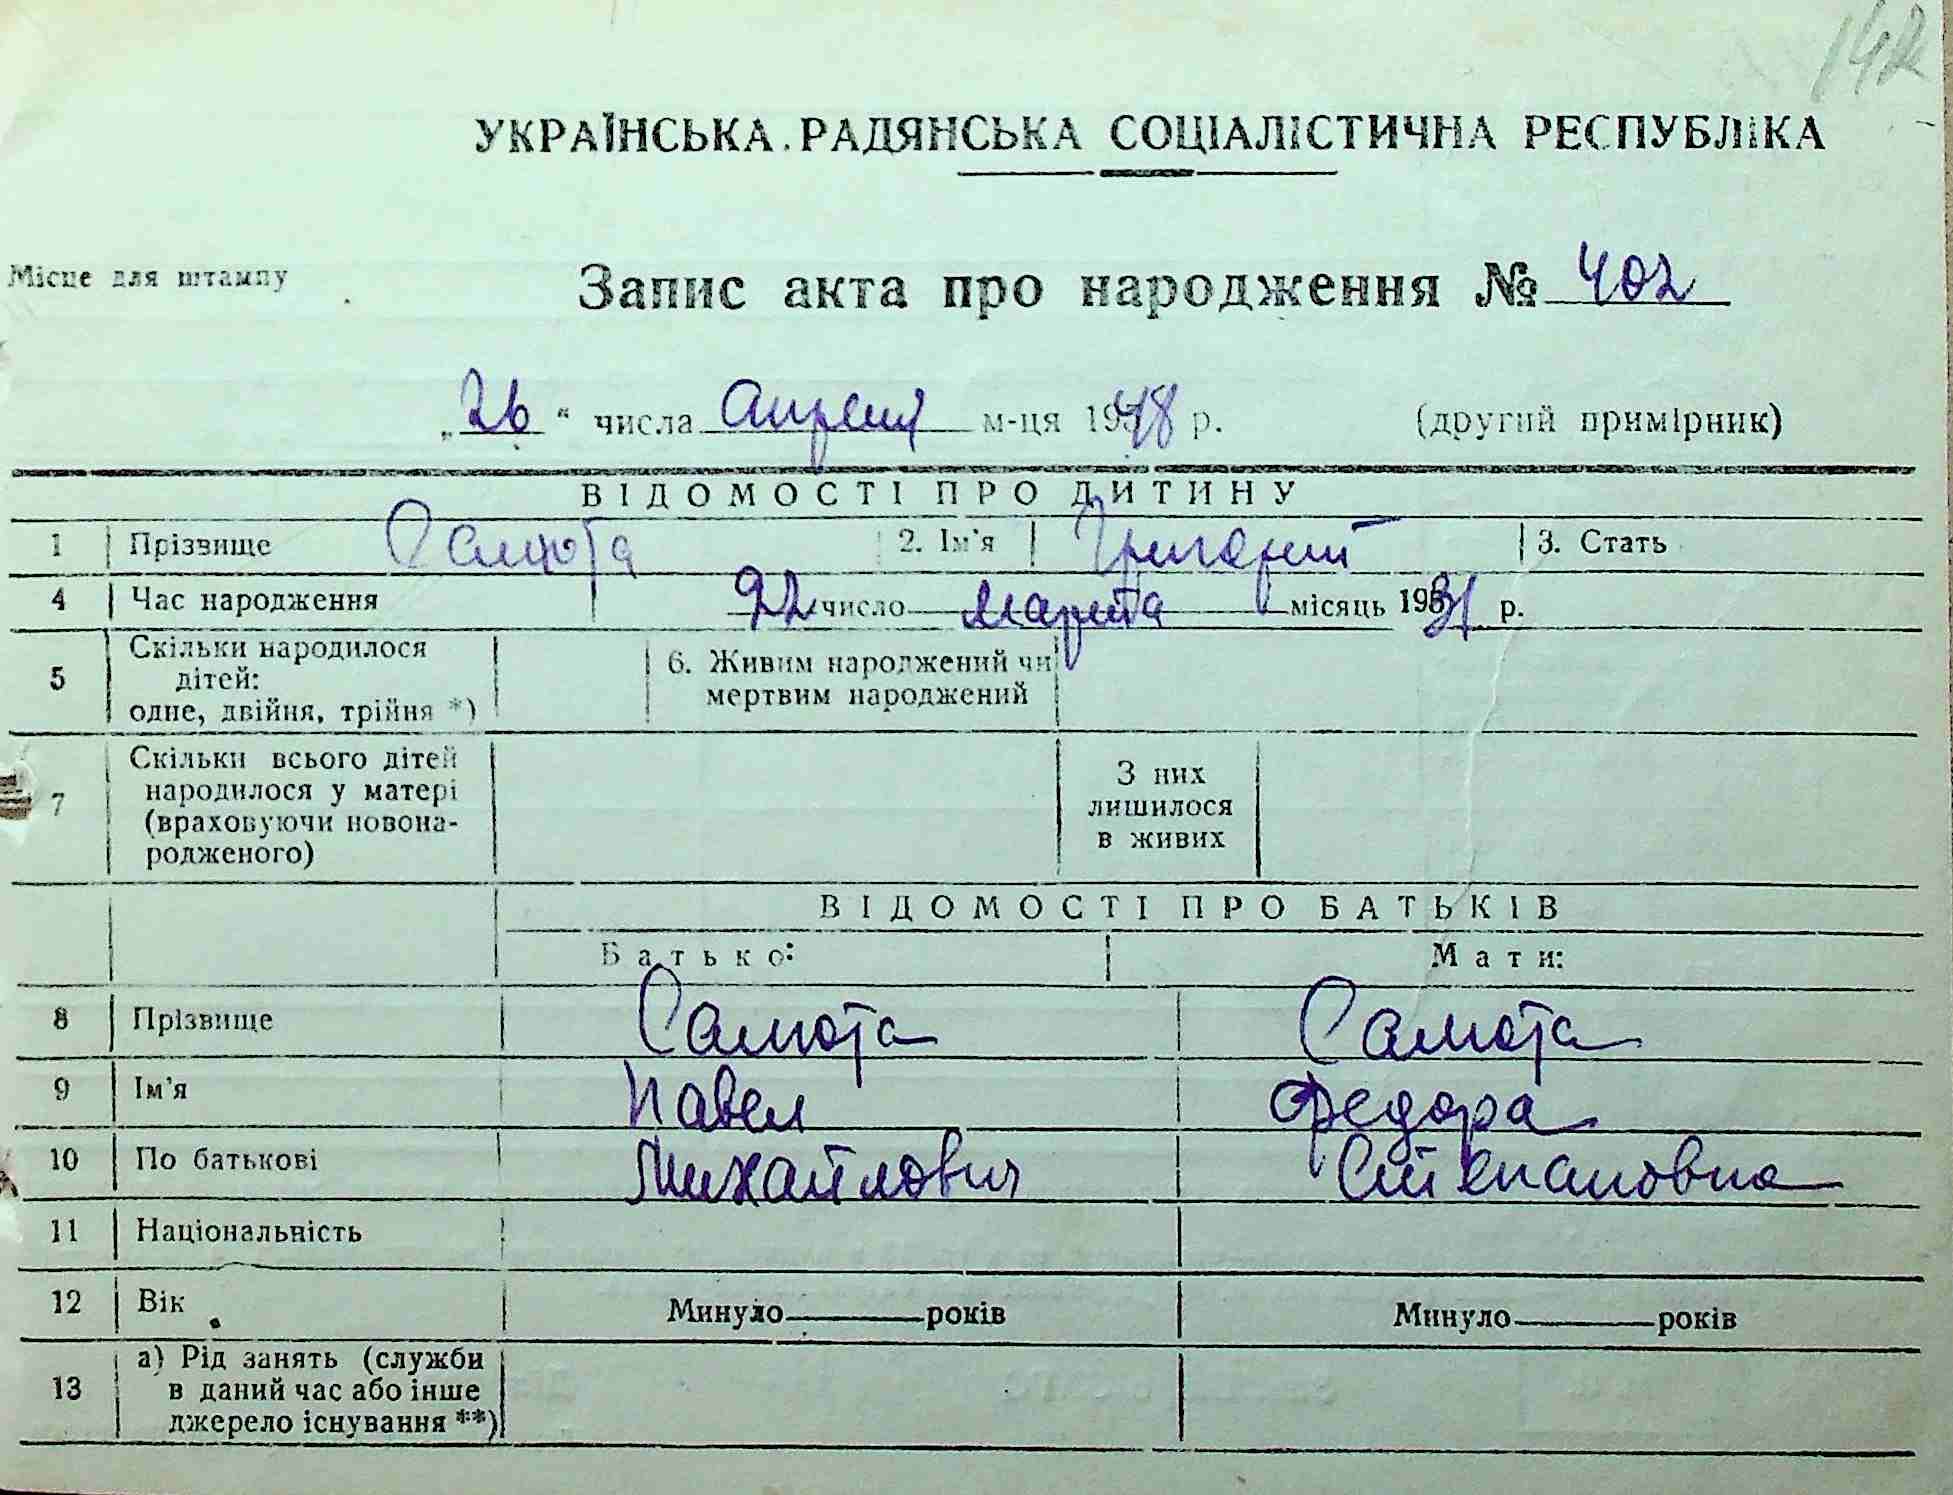 142
УКРАЇНСЬКА РАДЯНСЬКА СОЦІАЛІСТИЧНА РЕСПУБЛІКА
Місце для штампу
Запис акта про народження № 402
„26“ числа Апреля м-ця 1948 р. (другий примірник)
ВІДОМОСТІ ПРО ДИТИНУ
1 Прізвище Самота 2. Ім'я Григорий 3. Стать
4 Час народження 22 число марта місяць 1931 р.
5 Скільки народилося дітей: одне, двійня, трійня *) 6. Живим народжений чи мертвим народжений
7 Скільки всього дітей народилося у матері (враховуючи новонародженого) З них лишилося в живих
ВІДОМОСТІ ПРО БАТЬКІВ
Батько: Мати:
8 Прізвище Самота Самота
9 Ім'я Павел Федора
10 По батькові Михайлович Степановна
11 Національність
12 Вік Минуло років Минуло років
13 а) Рід занять (служби в даний час або інше джерело існування **)